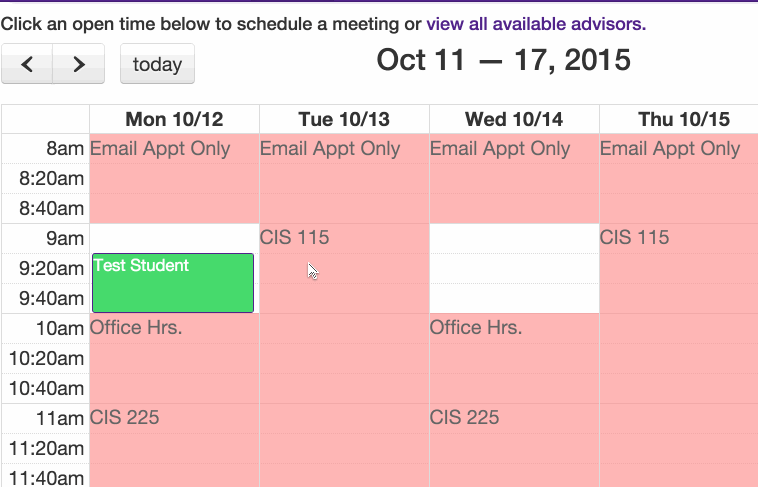 Click an open time below to schedule a meeting or view all available advisors.
today
Oct 11 — 17, 2015
Mon 10/12 Tue 10/13 Wed 10/14 Thu 10/15
8am Email Appt Only Email Appt Only Email Appt Only Email Appt Only
8:20am
8:40am
9am CIS 115 CIS 115
9:20am Test Student
9:40am
10am Office Hrs. Office Hrs.
10:20am
10:40am
11am CIS 225 CIS 225
11:20am
11:40am